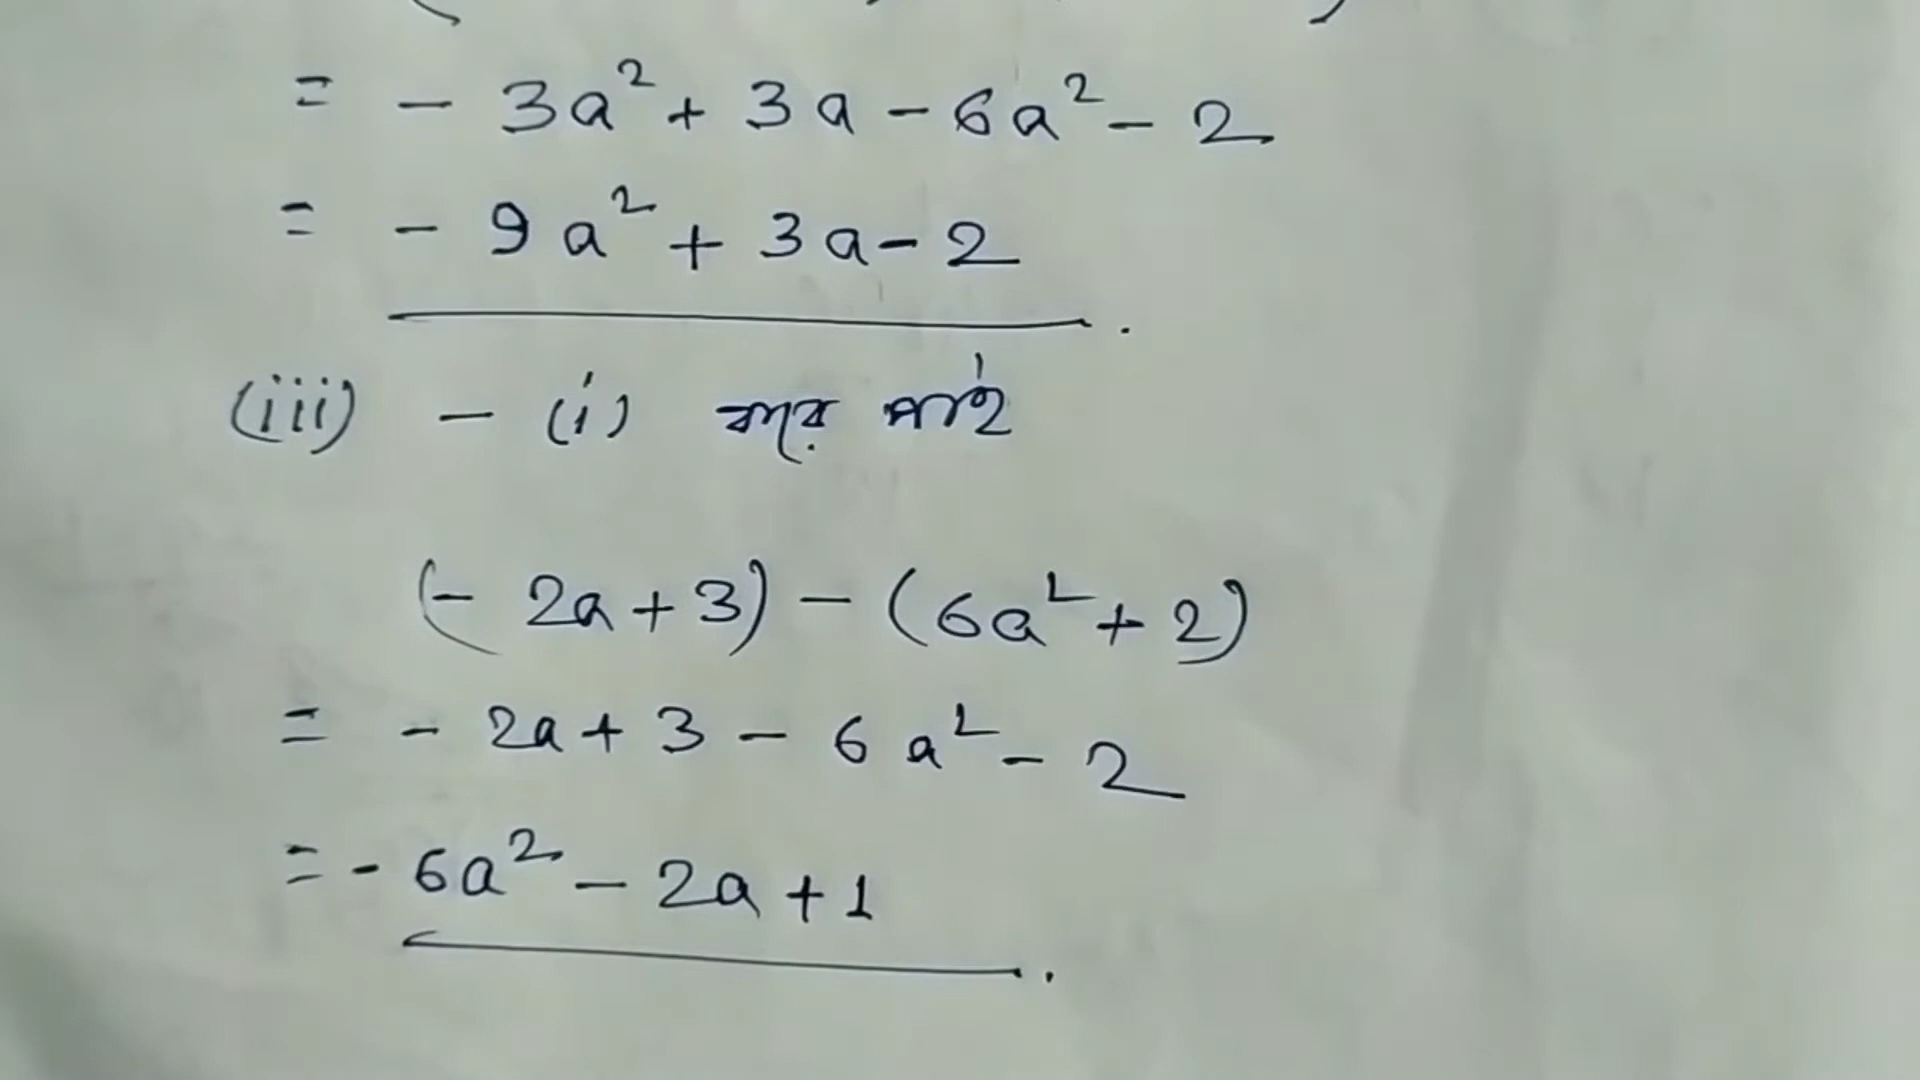 = - 3a² + 3a - 6a² - 2
= - 9a² + 3a - 2
(iii) - (i) করে পাই
(- 2a + 3) - (6a² + 2)
= - 2a + 3 - 6a² - 2
= - 6a² - 2a + 1